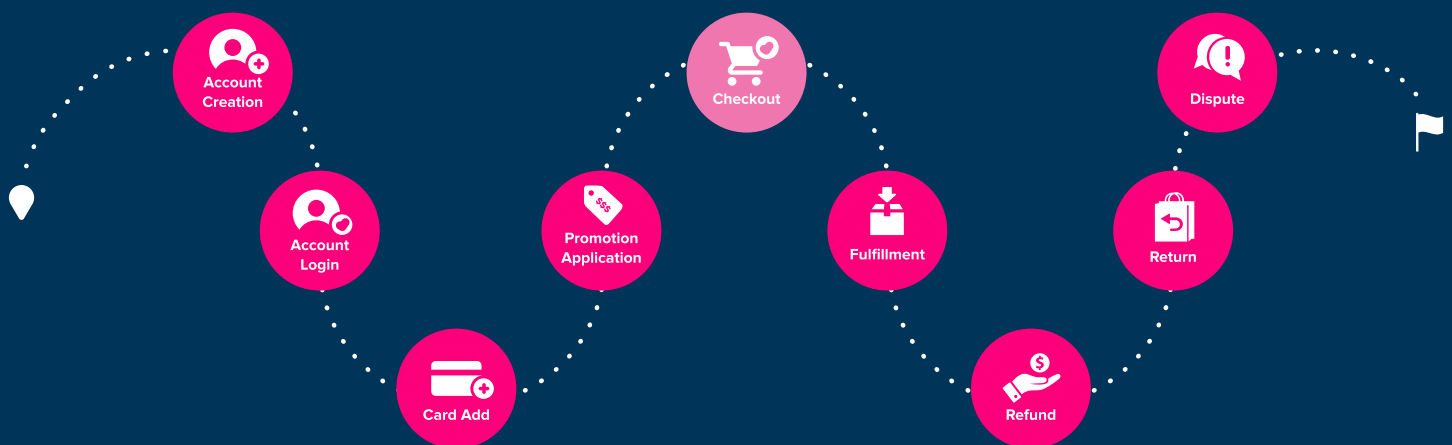 Account
Creation
Account
Login
Card Add
$$$
Promotion
Application
Checkout
Fulfillment
$
Refund
Return
!
Dispute